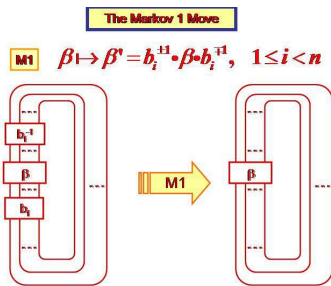 The Markov 1 Move
M1 β ↦ β' = b_i^{±1} • β • b_i^{∓1}, 1 ≤ i < n
b_i^{-1}
β
b_i
M1
β